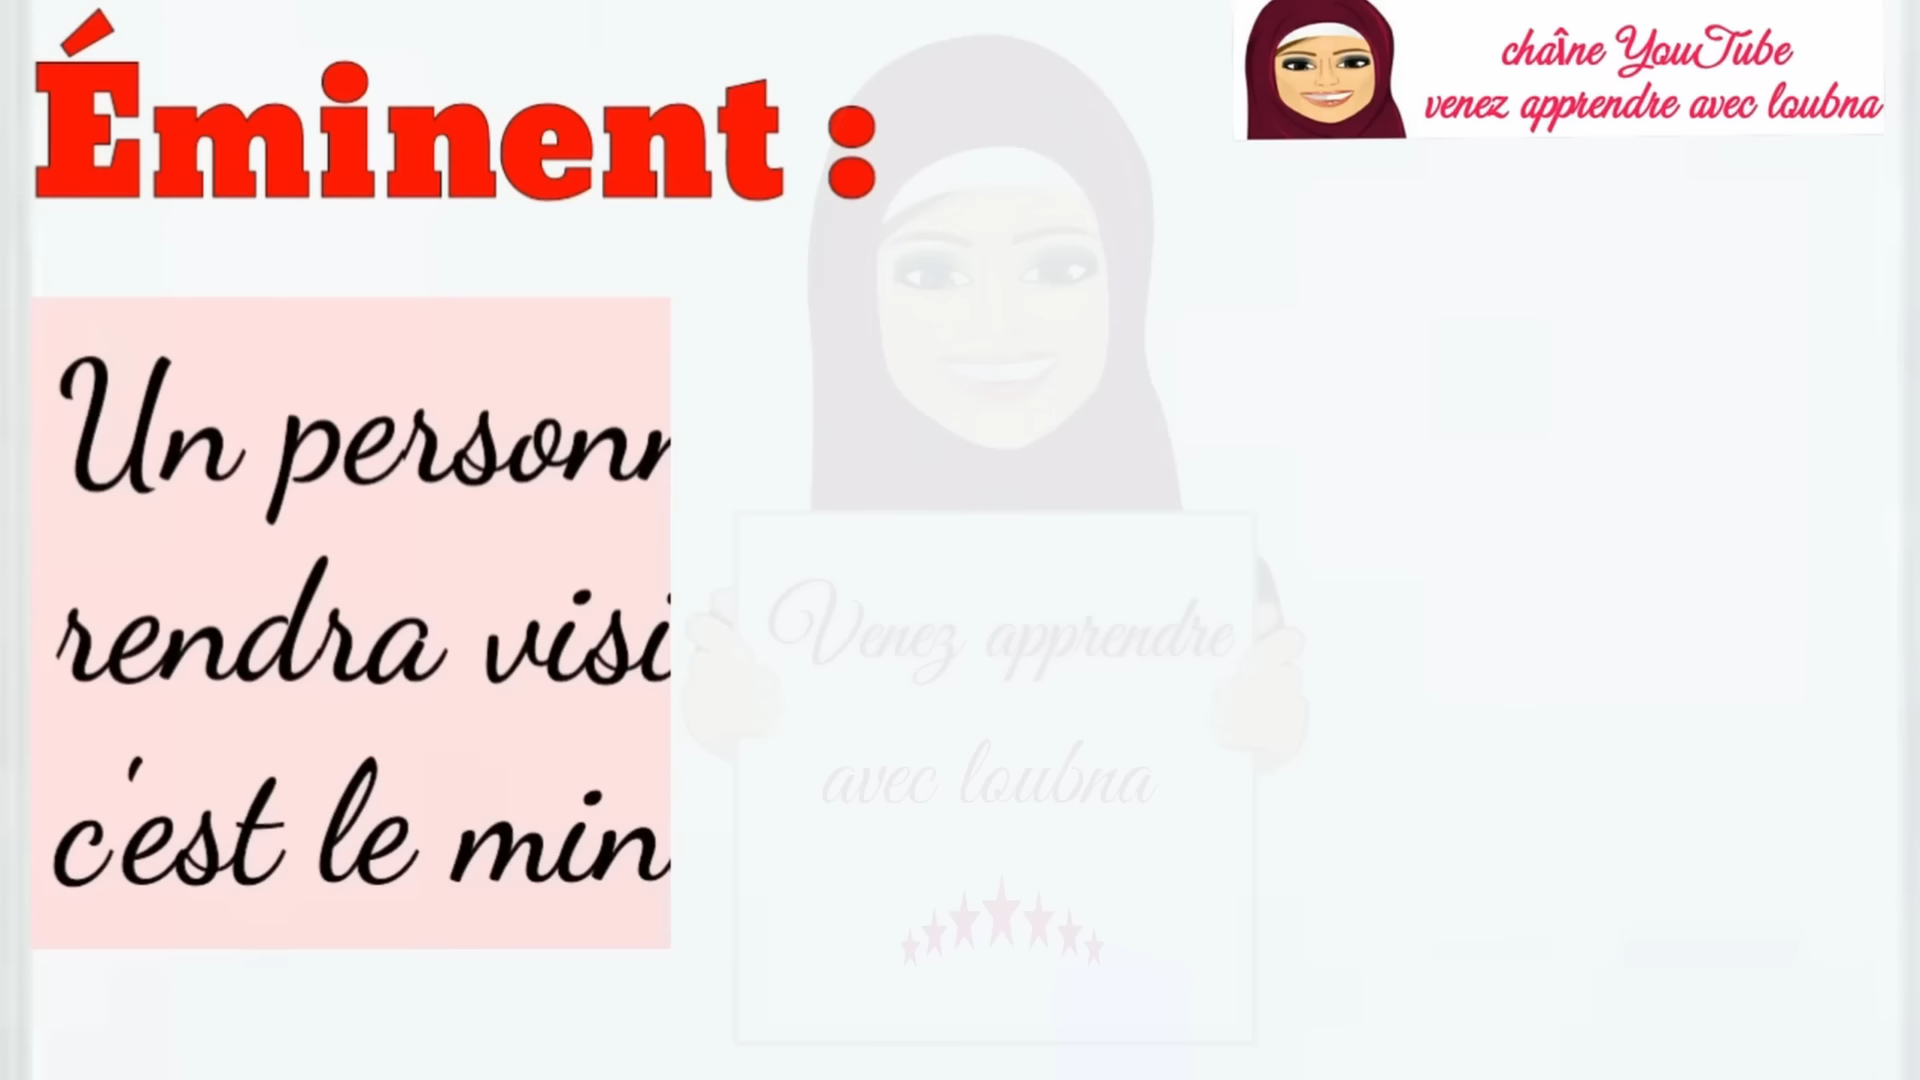 Éminent :
chaîne YouTube
venez apprendre avec loubna
Un personn
rendra visi
c'est le min
Venez apprendre
avec loubna